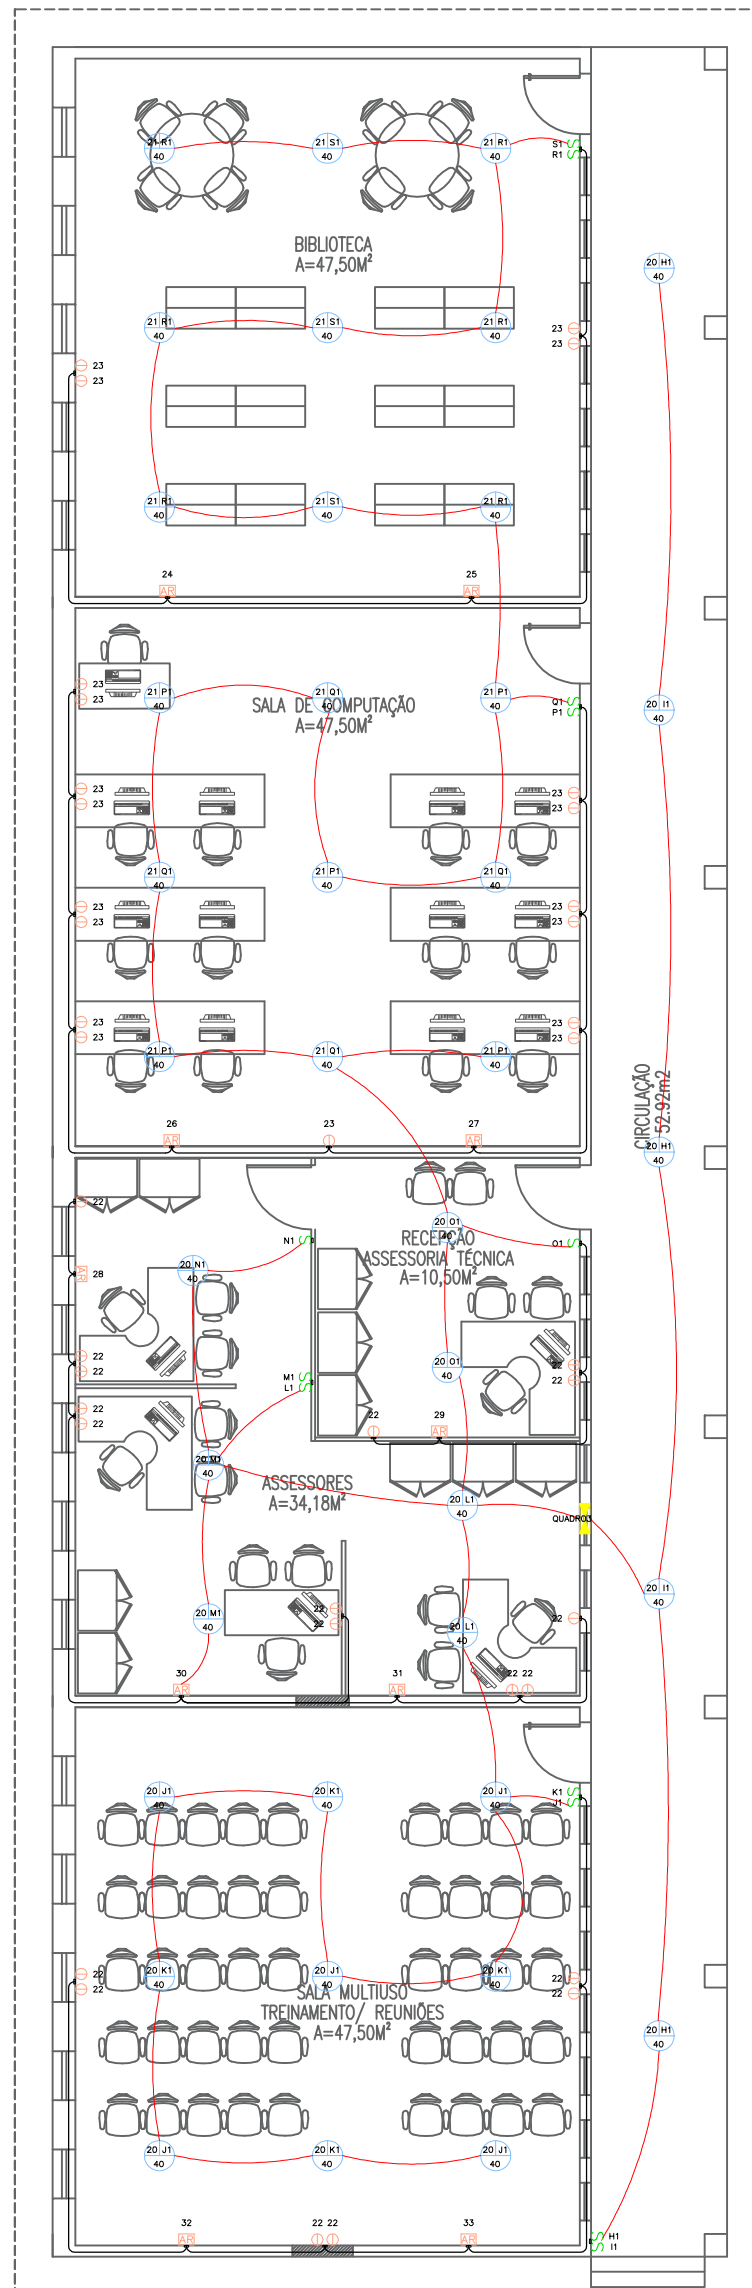 21 R1
40
21 S1
40
21 R1
40
S1
R1
BIBLIOTECA
A=47,50M²
20 H1
40
21 R1
40
21 S1
40
21 R1
40
23
23
23
23
21 R1
40
21 S1
40
21 R1
40
24
AR
25
AR
23
23
21 P1
40
21 Q1
40
21 P1
40
Q1
P1
SALA DE COMPUTAÇÃO
A=47,50M²
20 I1
40
23
23
23
23
21 Q1
40
21 P1
40
21 Q1
40
23
23
23
23
23
23
23
23
21 P1
40
21 Q1
40
21 P1
40
CIRCULAÇÃO
52.92m2
26
AR
23
27
AR
20 H1
40
22
N1
20 O1
40
O1
RECEPÇÃO
ASSESSORIA TÉCNICA
A=10,50M²
28
AR
20 N1
40
22
22
20 O1
40
22
22
M1
L1
22
22
22
29
AR
20 M1
40
ASSESSORES
A=34,18M²
20 L1
40
QUADRO3
20 I1
40
20 M1
40
22
22
20 L1
40
22
30
AR
31
AR
22 22
20 J1
40
20 K1
40
20 J1
40
K1
J1
22
22
20 K1
40
20 J1
40
20 K1
40
22
22
SALA MULTIUSO
TREINAMENTO/ REUNIÕES
A=47,50M²
20 H1
40
20 J1
40
20 K1
40
20 J1
40
32
AR
22 22
33
AR
H1
I1